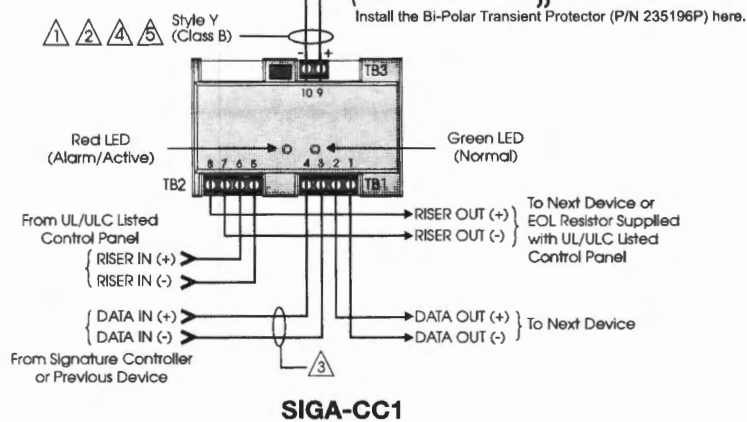 Install the Bi-Polar Transient Protector (P/N 235196P) here.
1 2 4 5
Style Y
(Class B)
- +
TB3
10 9
Red LED
(Alarm/Active)
Green LED
(Normal)
8 7 6 5
4 3 2 1
TB2
TB1
From UL/ULC Listed
Control Panel
RISER IN (+)
RISER IN (-)
RISER OUT (+)
RISER OUT (-)
To Next Device or
EOL Resistor Supplied
with UL/ULC Listed
Control Panel
DATA IN (+)
DATA IN (-)
DATA OUT (+)
DATA OUT (-)
To Next Device
From Signature Controller
or Previous Device
3
SIGA-CC1